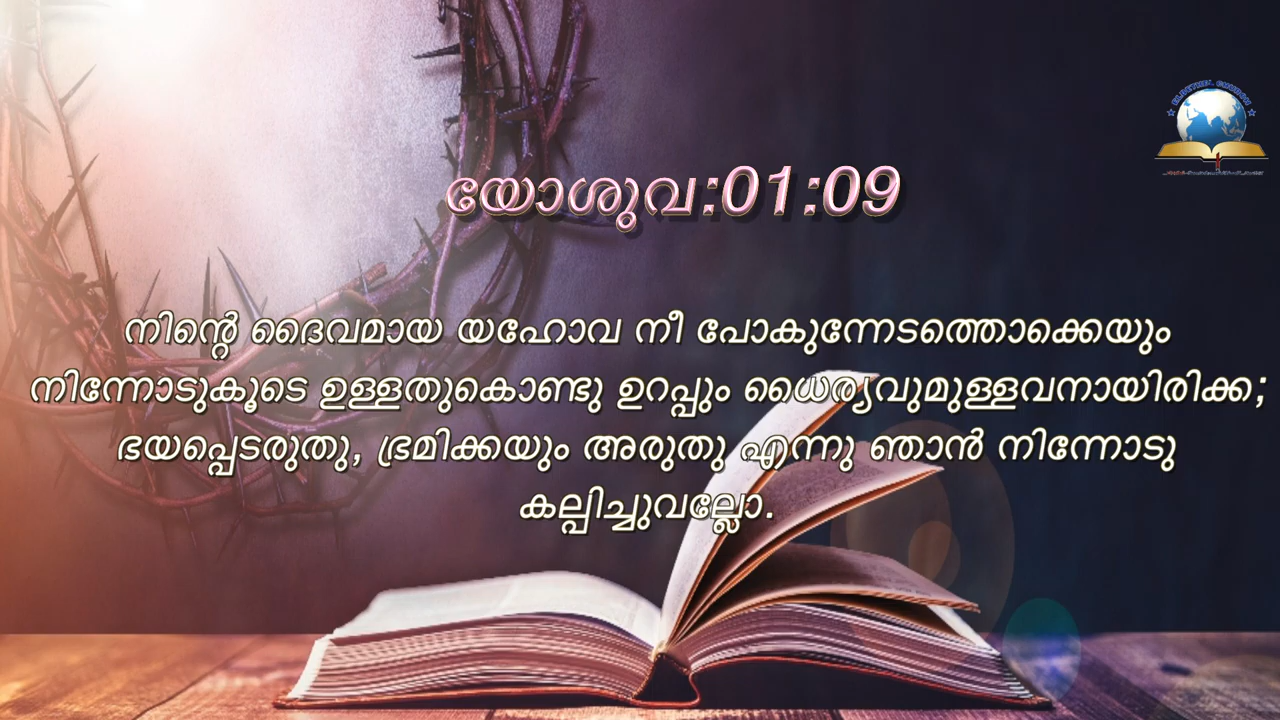 യോശുവ:01:09
നിന്റെ ദൈവമായ യഹോവ നീ പോകുന്നേടത്തൊക്കെയും
നിന്നോടുകൂടെ ഉള്ളതുകൊണ്ടു ഉറപ്പും ധൈര്യവുമുള്ളവനായിരിക്ക;
ഭയപ്പെടരുതു, ഭ്രമിക്കയും അരുതു എന്നു ഞാൻ നിന്നോടു
കല്പിച്ചുവല്ലോ.